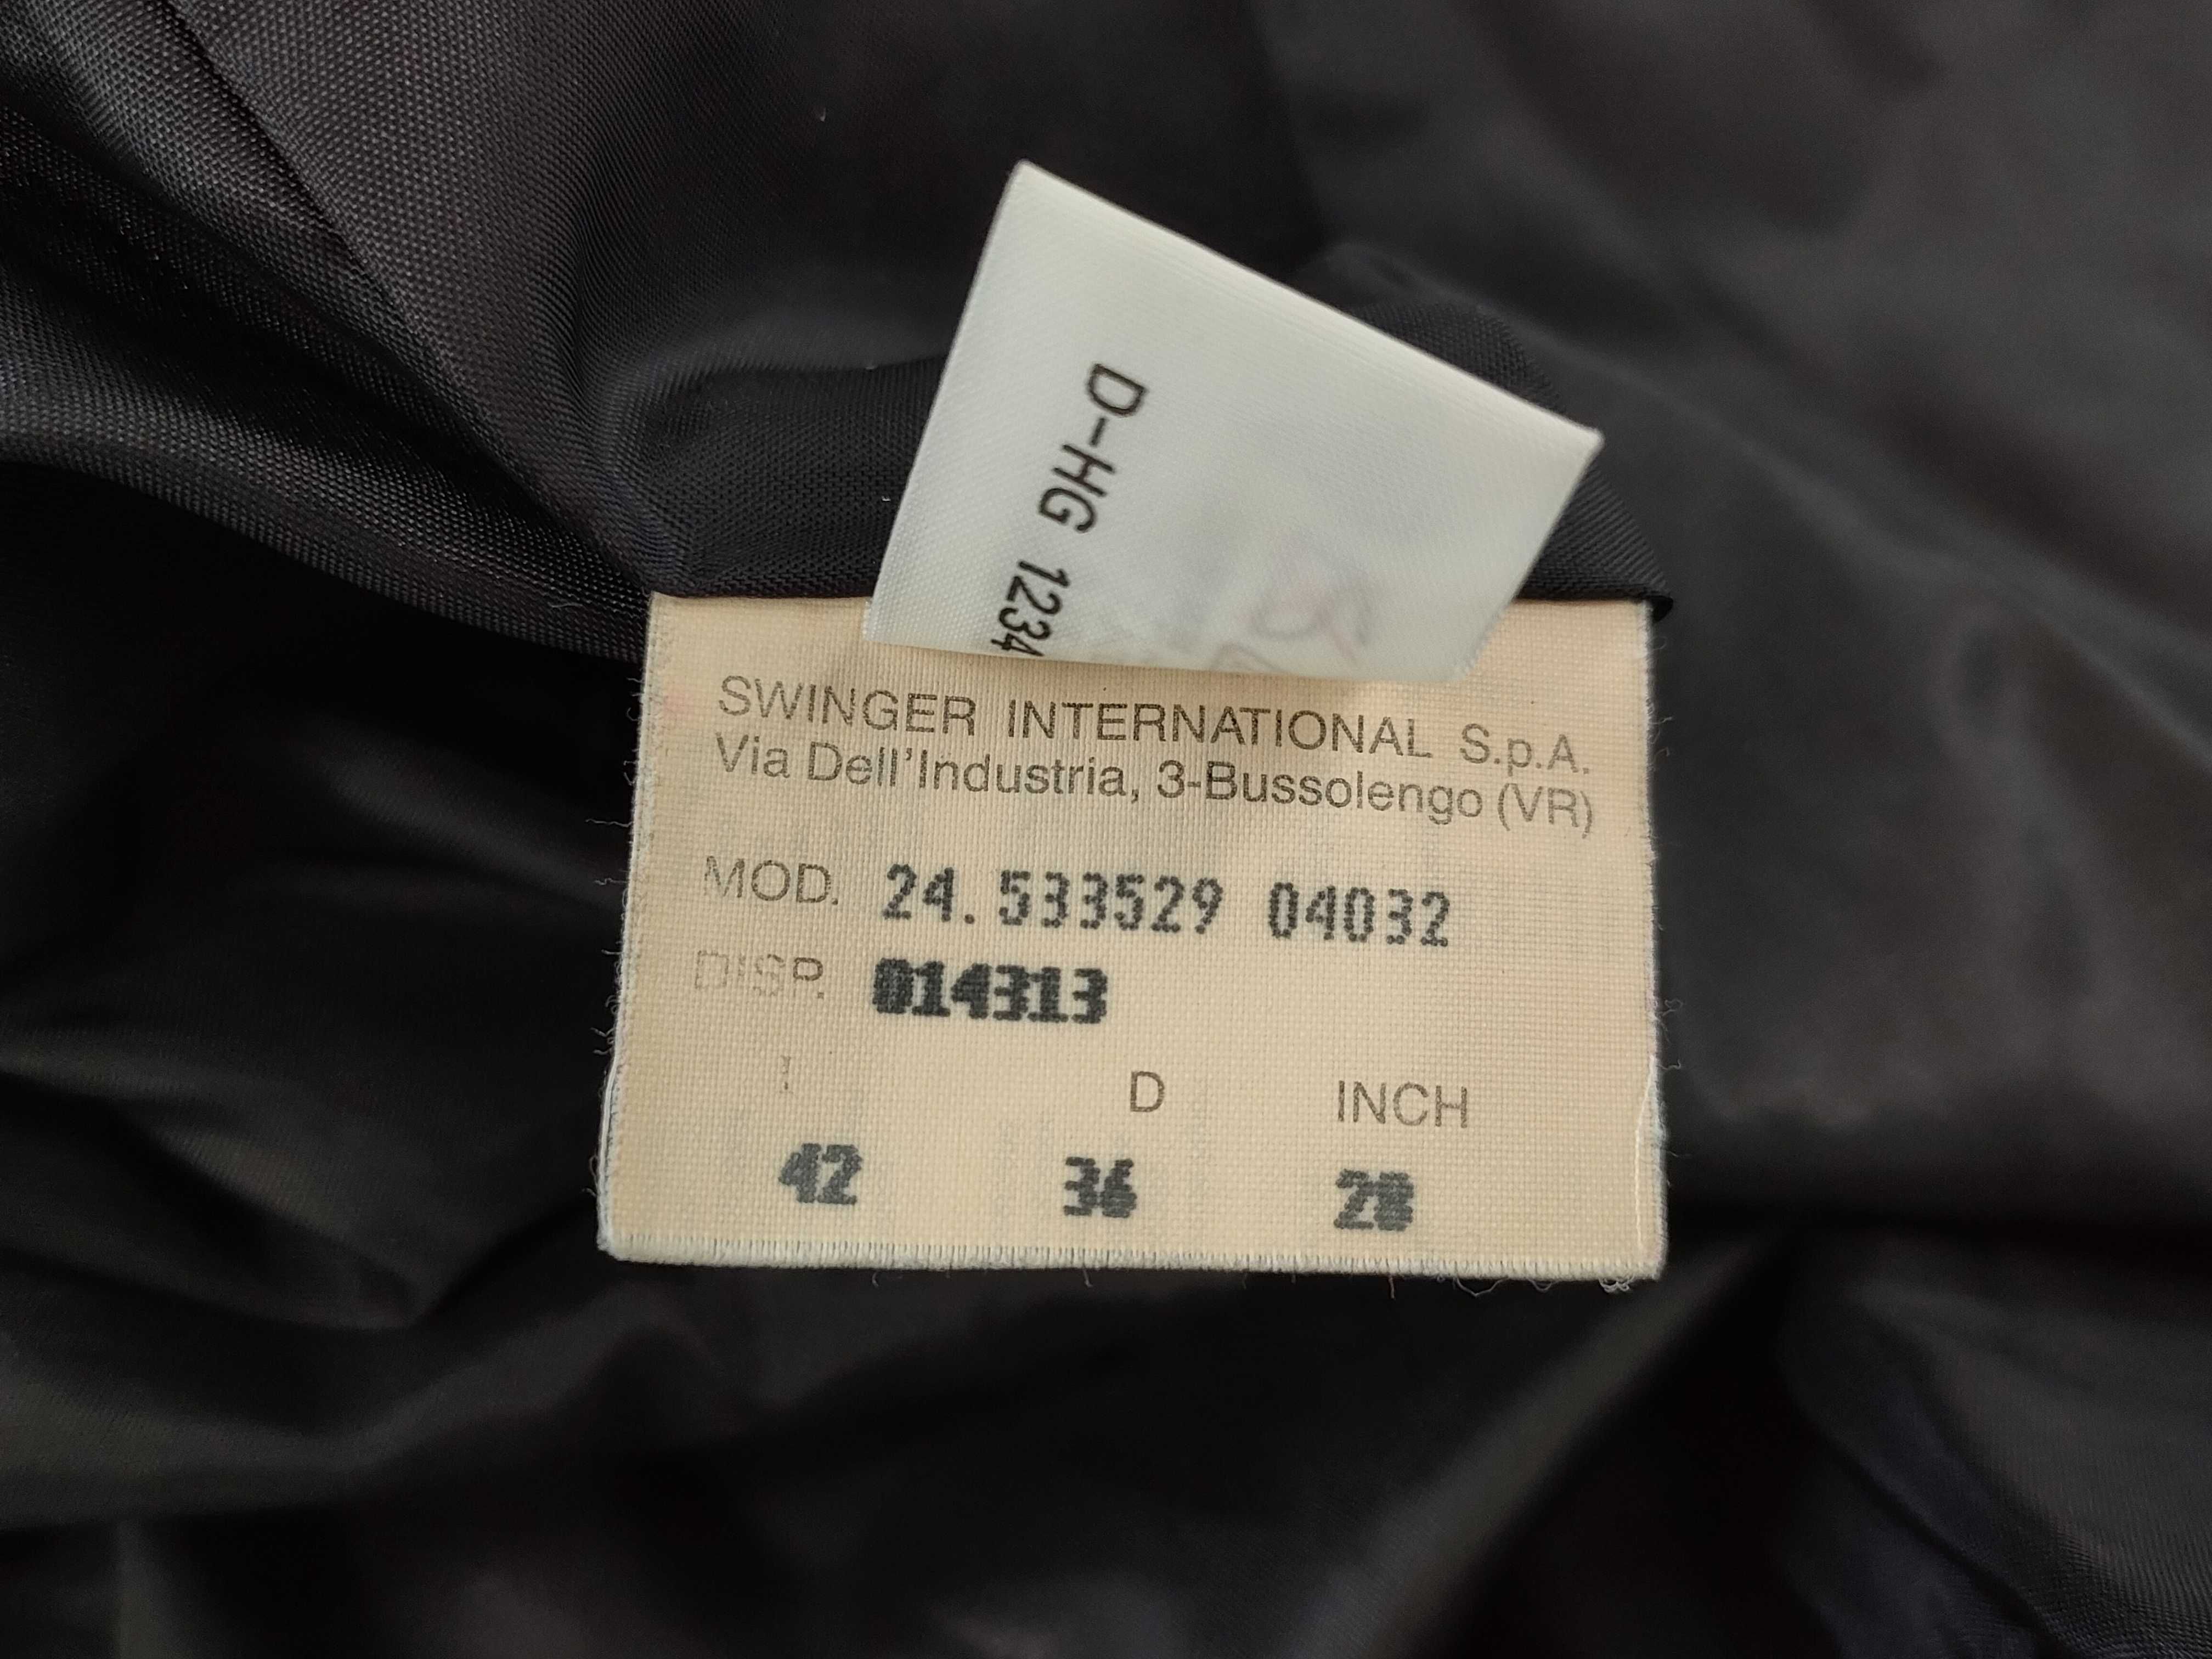 D-HG 1234
SWINGER INTERNATIONAL S.p.A.
Via Dell'Industria, 3-Bussolengo (VR)
MOD. 24.533529 04032
DISP. 014313
I D INCH
42 36 28